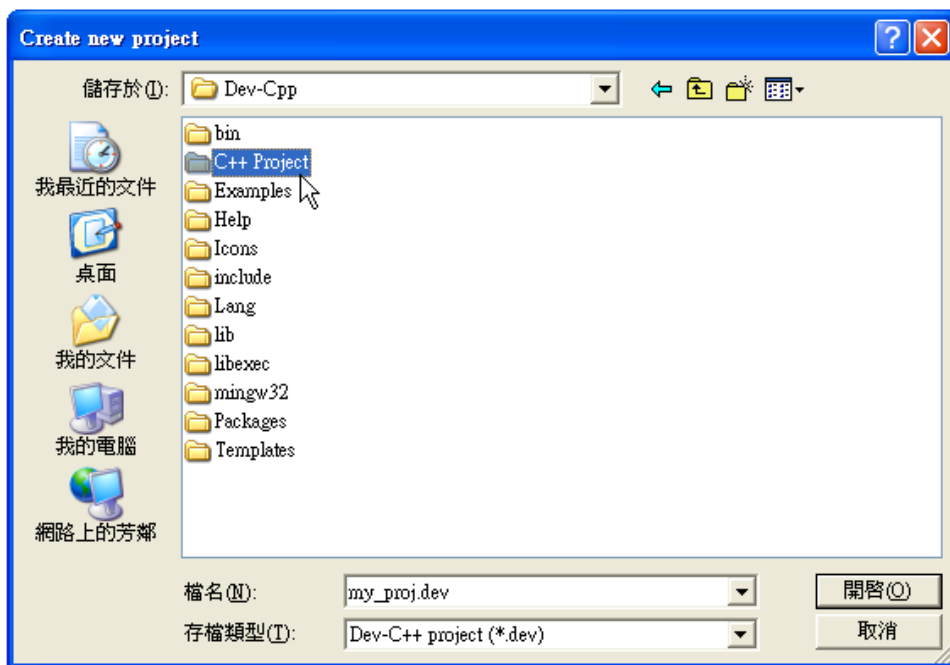 Create new project
儲存於(I): Dev-Cpp
我最近的文件
桌面
我的文件
我的電腦
網路上的芳鄰
bin
C++ Project
Examples
Help
Icons
include
Lang
lib
libexec
mingw32
Packages
Templates
檔名(N): my_proj.dev 開啓(O)
存檔類型(T): Dev-C++ project (*.dev) 取消